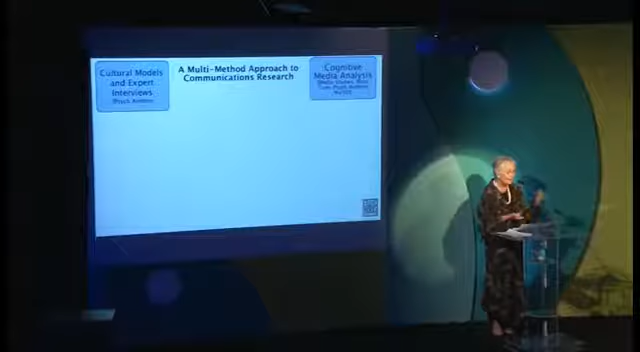 Cultural Models
and Expert
Interviews
A Multi-Method Approach to
Communications Research
Cognitive
Media Analysis